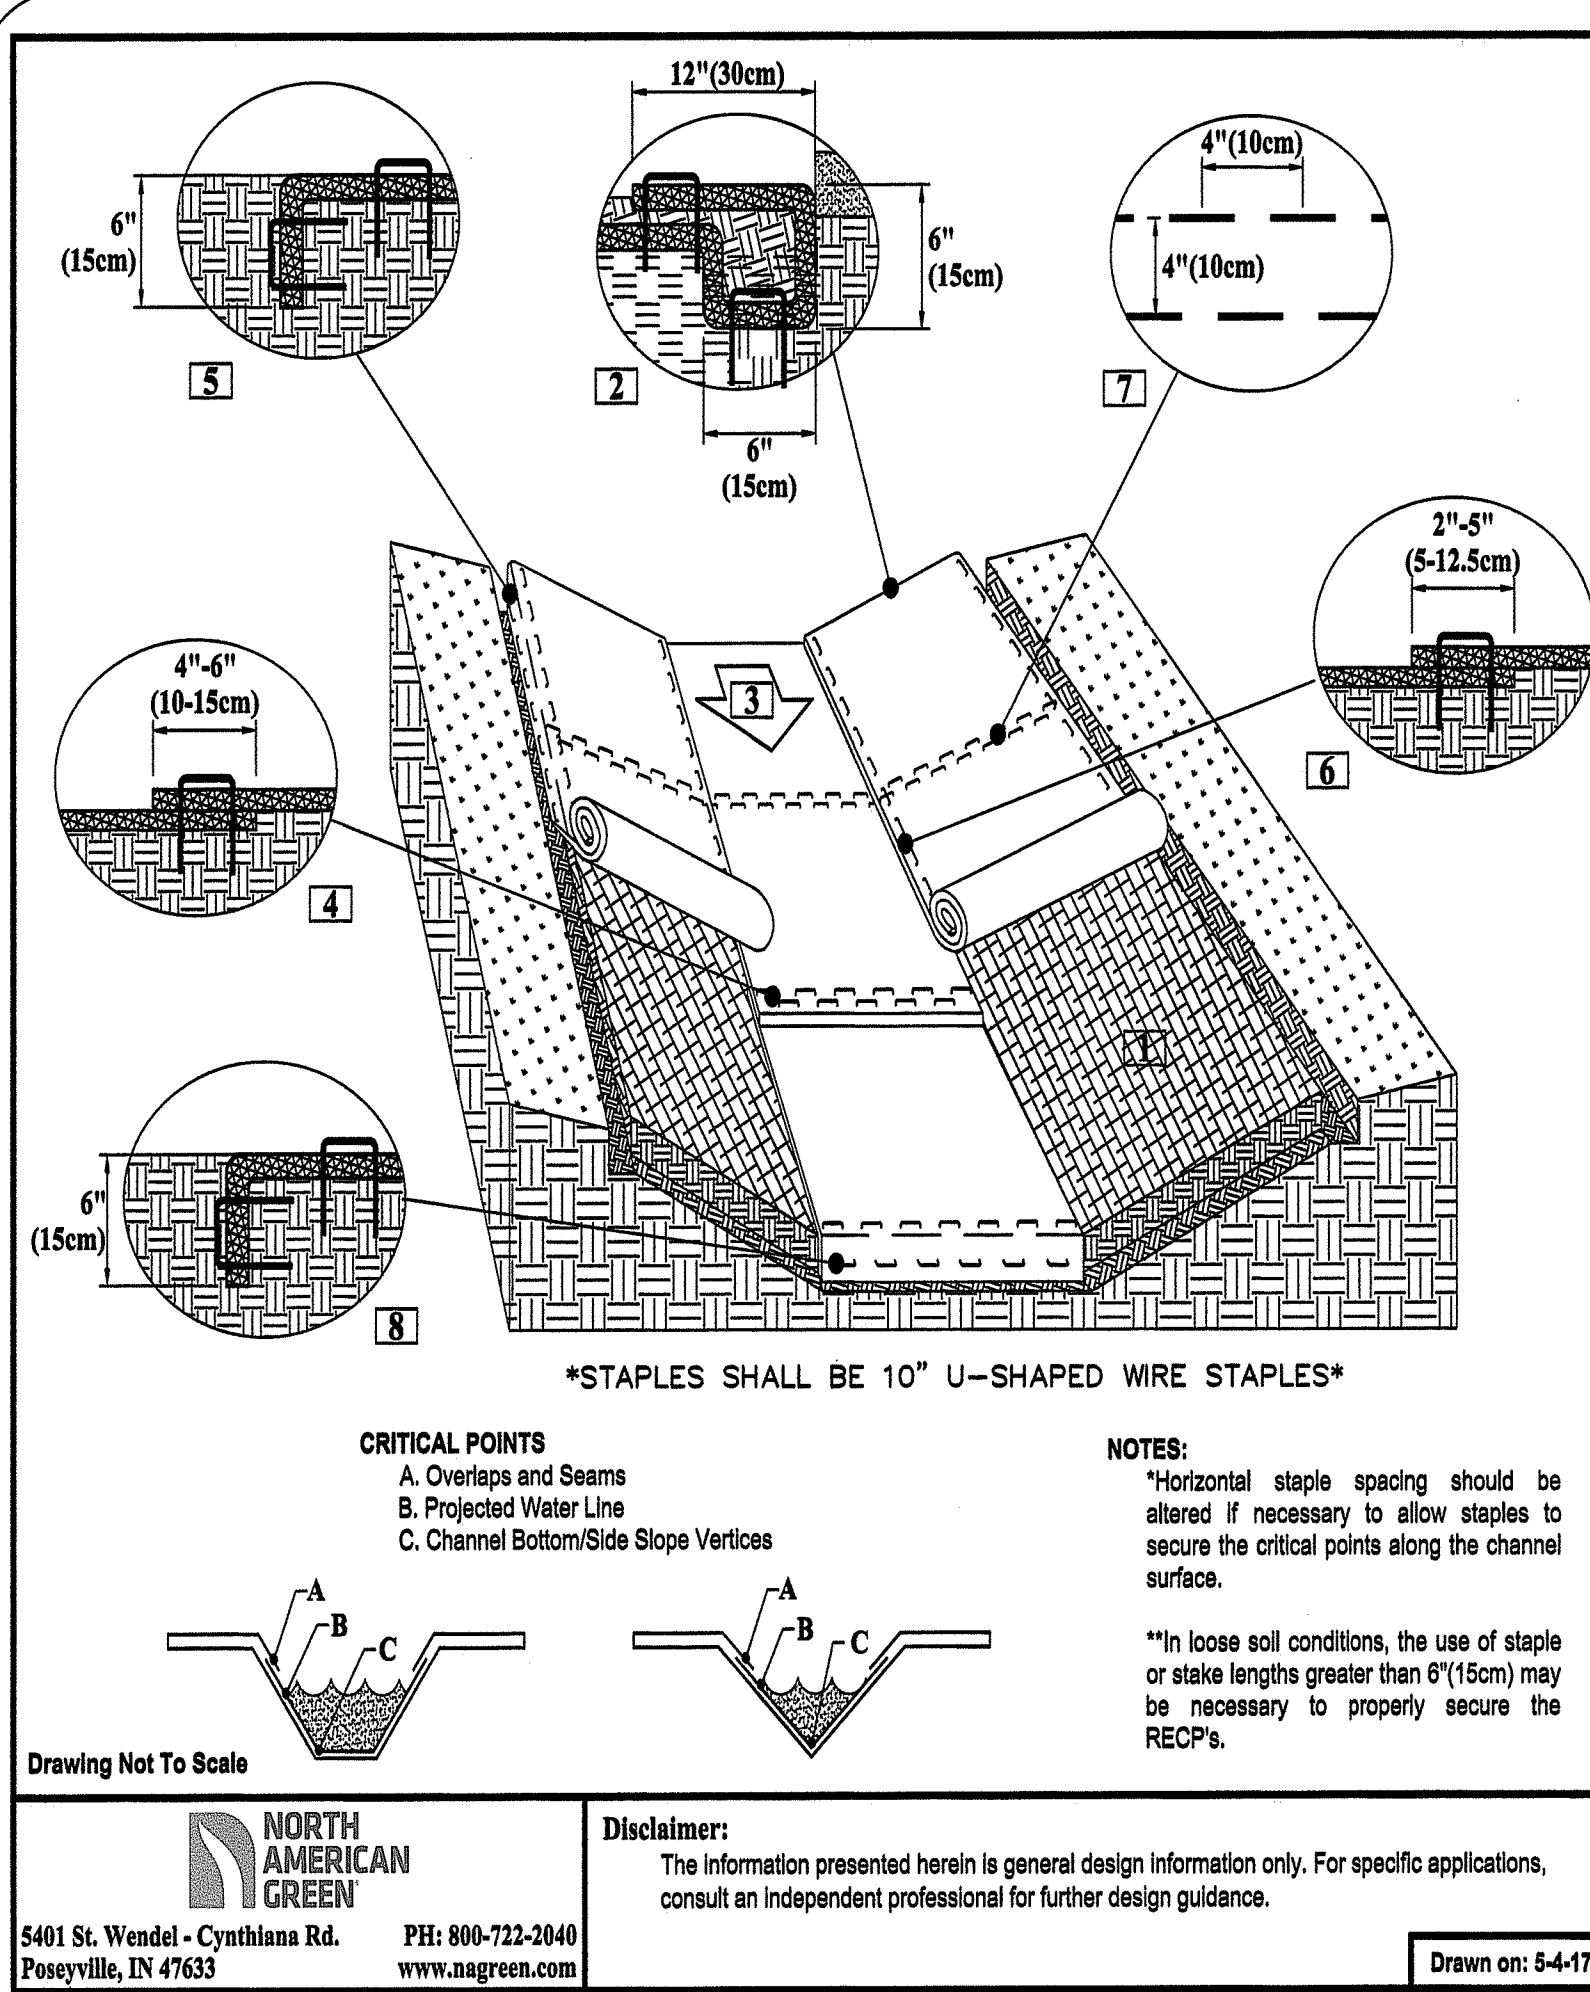 12"(30cm)
6"
(15cm)
5
6"
(15cm)
2
6"
(15cm)
4"(10cm)
4"(10cm)
7
2"-5"
(5-12.5cm)
6
4"-6"
(10-15cm)
4
3
1
6"
(15cm)
8
*STAPLES SHALL BE 10" U-SHAPED WIRE STAPLES*
CRITICAL POINTS
A. Overlaps and Seams
B. Projected Water Line
C. Channel Bottom/Side Slope Vertices
NOTES:
*Horizontal staple spacing should be
altered if necessary to allow staples to
secure the critical points along the channel
surface.
**In loose soil conditions, the use of staple
or stake lengths greater than 6"(15cm) may
be necessary to properly secure the
RECP's.
A
B
C
A
B
C
Drawing Not To Scale
NORTH
AMERICAN
GREEN
5401 St. Wendel - Cynthiana Rd.
Poseyville, IN 47633
PH: 800-722-2040
www.nagreen.com
Disclaimer:
The information presented herein is general design information only. For specific applications,
consult an independent professional for further design guidance.
Drawn on: 5-4-17